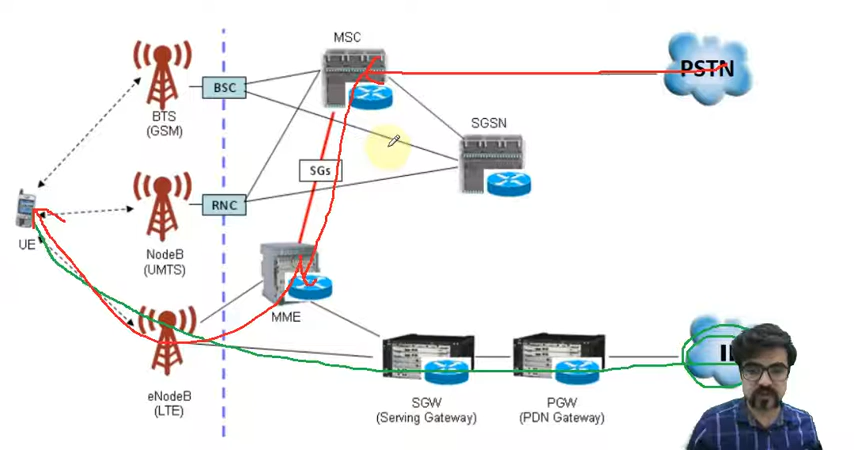 MSC
PSTN
BSC
BTS
(GSM)
SGSN
SGs
RNC
UE
NodeB
(UMTS)
MME
eNodeB
(LTE)
SGW
(Serving Gateway)
PGW
(PDN Gateway)